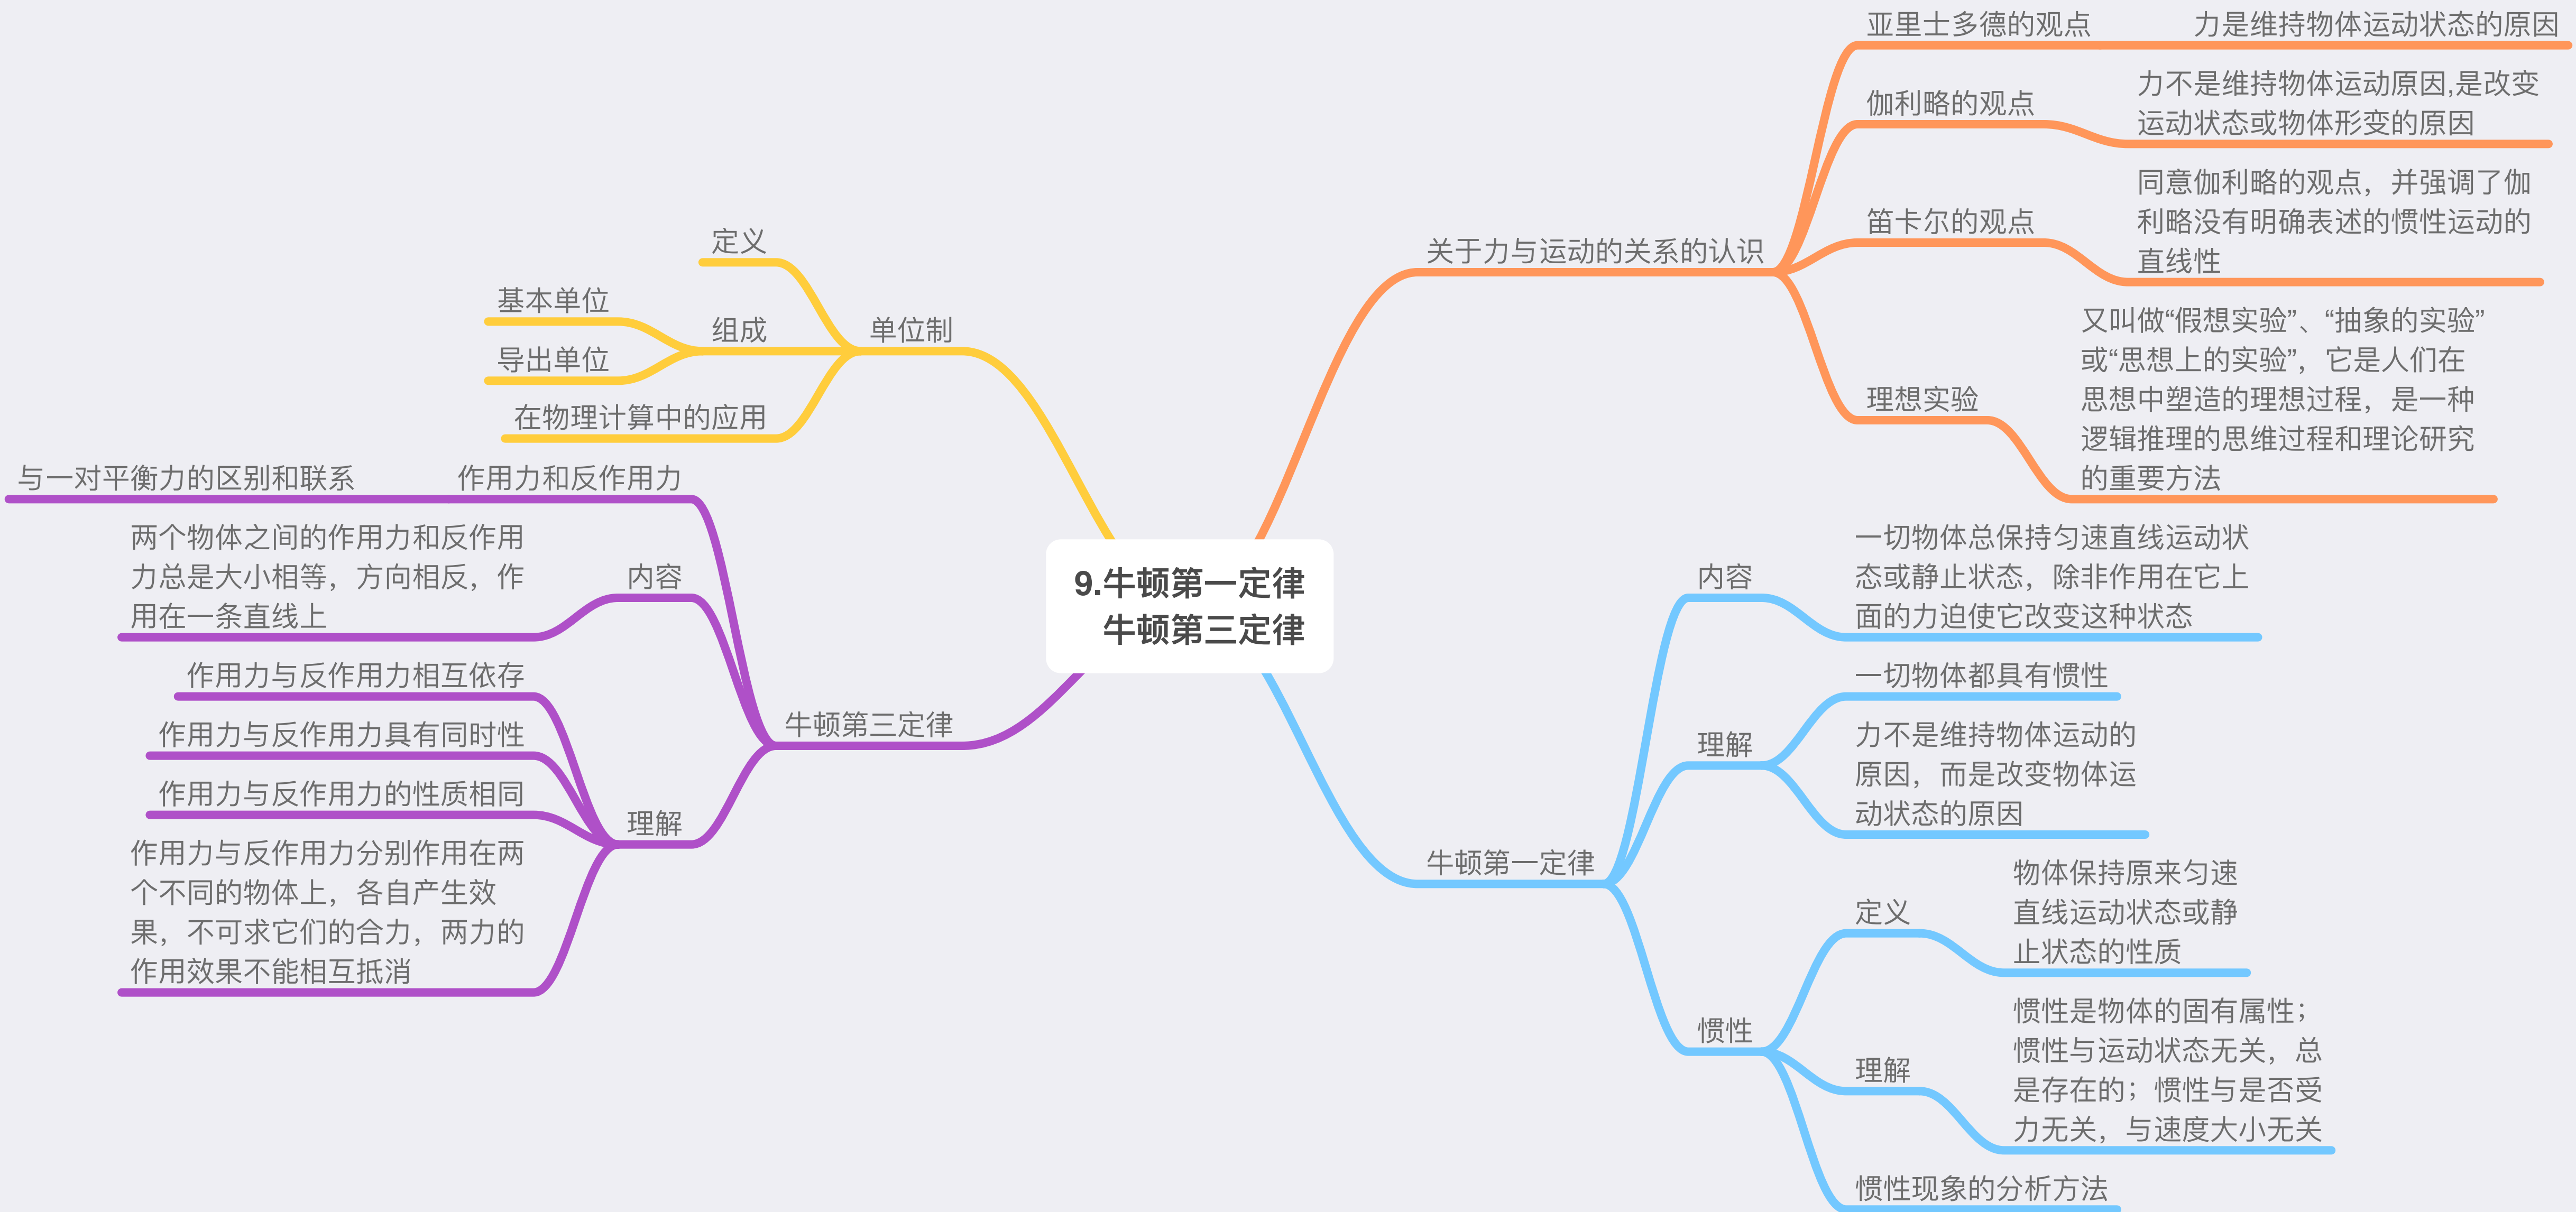 9.牛顿第一定律
牛顿第三定律
关于力与运动的关系的认识
亚里士多德的观点
力是维持物体运动状态的原因
伽利略的观点
力不是维持物体运动原因,是改变
运动状态或物体形变的原因
笛卡尔的观点
同意伽利略的观点，并强调了伽
利略没有明确表述的惯性运动的
直线性
理想实验
又叫做“假想实验”、“抽象的实验”
或“思想上的实验”，它是人们在
思想中塑造的理想过程，是一种
逻辑推理的思维过程和理论研究
的重要方法
牛顿第一定律
内容
一切物体总保持匀速直线运动状
态或静止状态，除非作用在它上
面的力迫使它改变这种状态
理解
一切物体都具有惯性
力不是维持物体运动的
原因，而是改变物体运
动状态的原因
惯性
定义
物体保持原来匀速
直线运动状态或静
止状态的性质
理解
惯性是物体的固有属性；
惯性与运动状态无关，总
是存在的；惯性与是否受
力无关，与速度大小无关
惯性现象的分析方法
单位制
定义
组成
基本单位
导出单位
在物理计算中的应用
牛顿第三定律
作用力和反作用力
与一对平衡力的区别和联系
内容
两个物体之间的作用力和反作用
力总是大小相等，方向相反，作
用在一条直线上
理解
作用力与反作用力相互依存
作用力与反作用力具有同时性
作用力与反作用力的性质相同
作用力与反作用力分别作用在两
个不同的物体上，各自产生效
果，不可求它们的合力，两力的
作用效果不能相互抵消